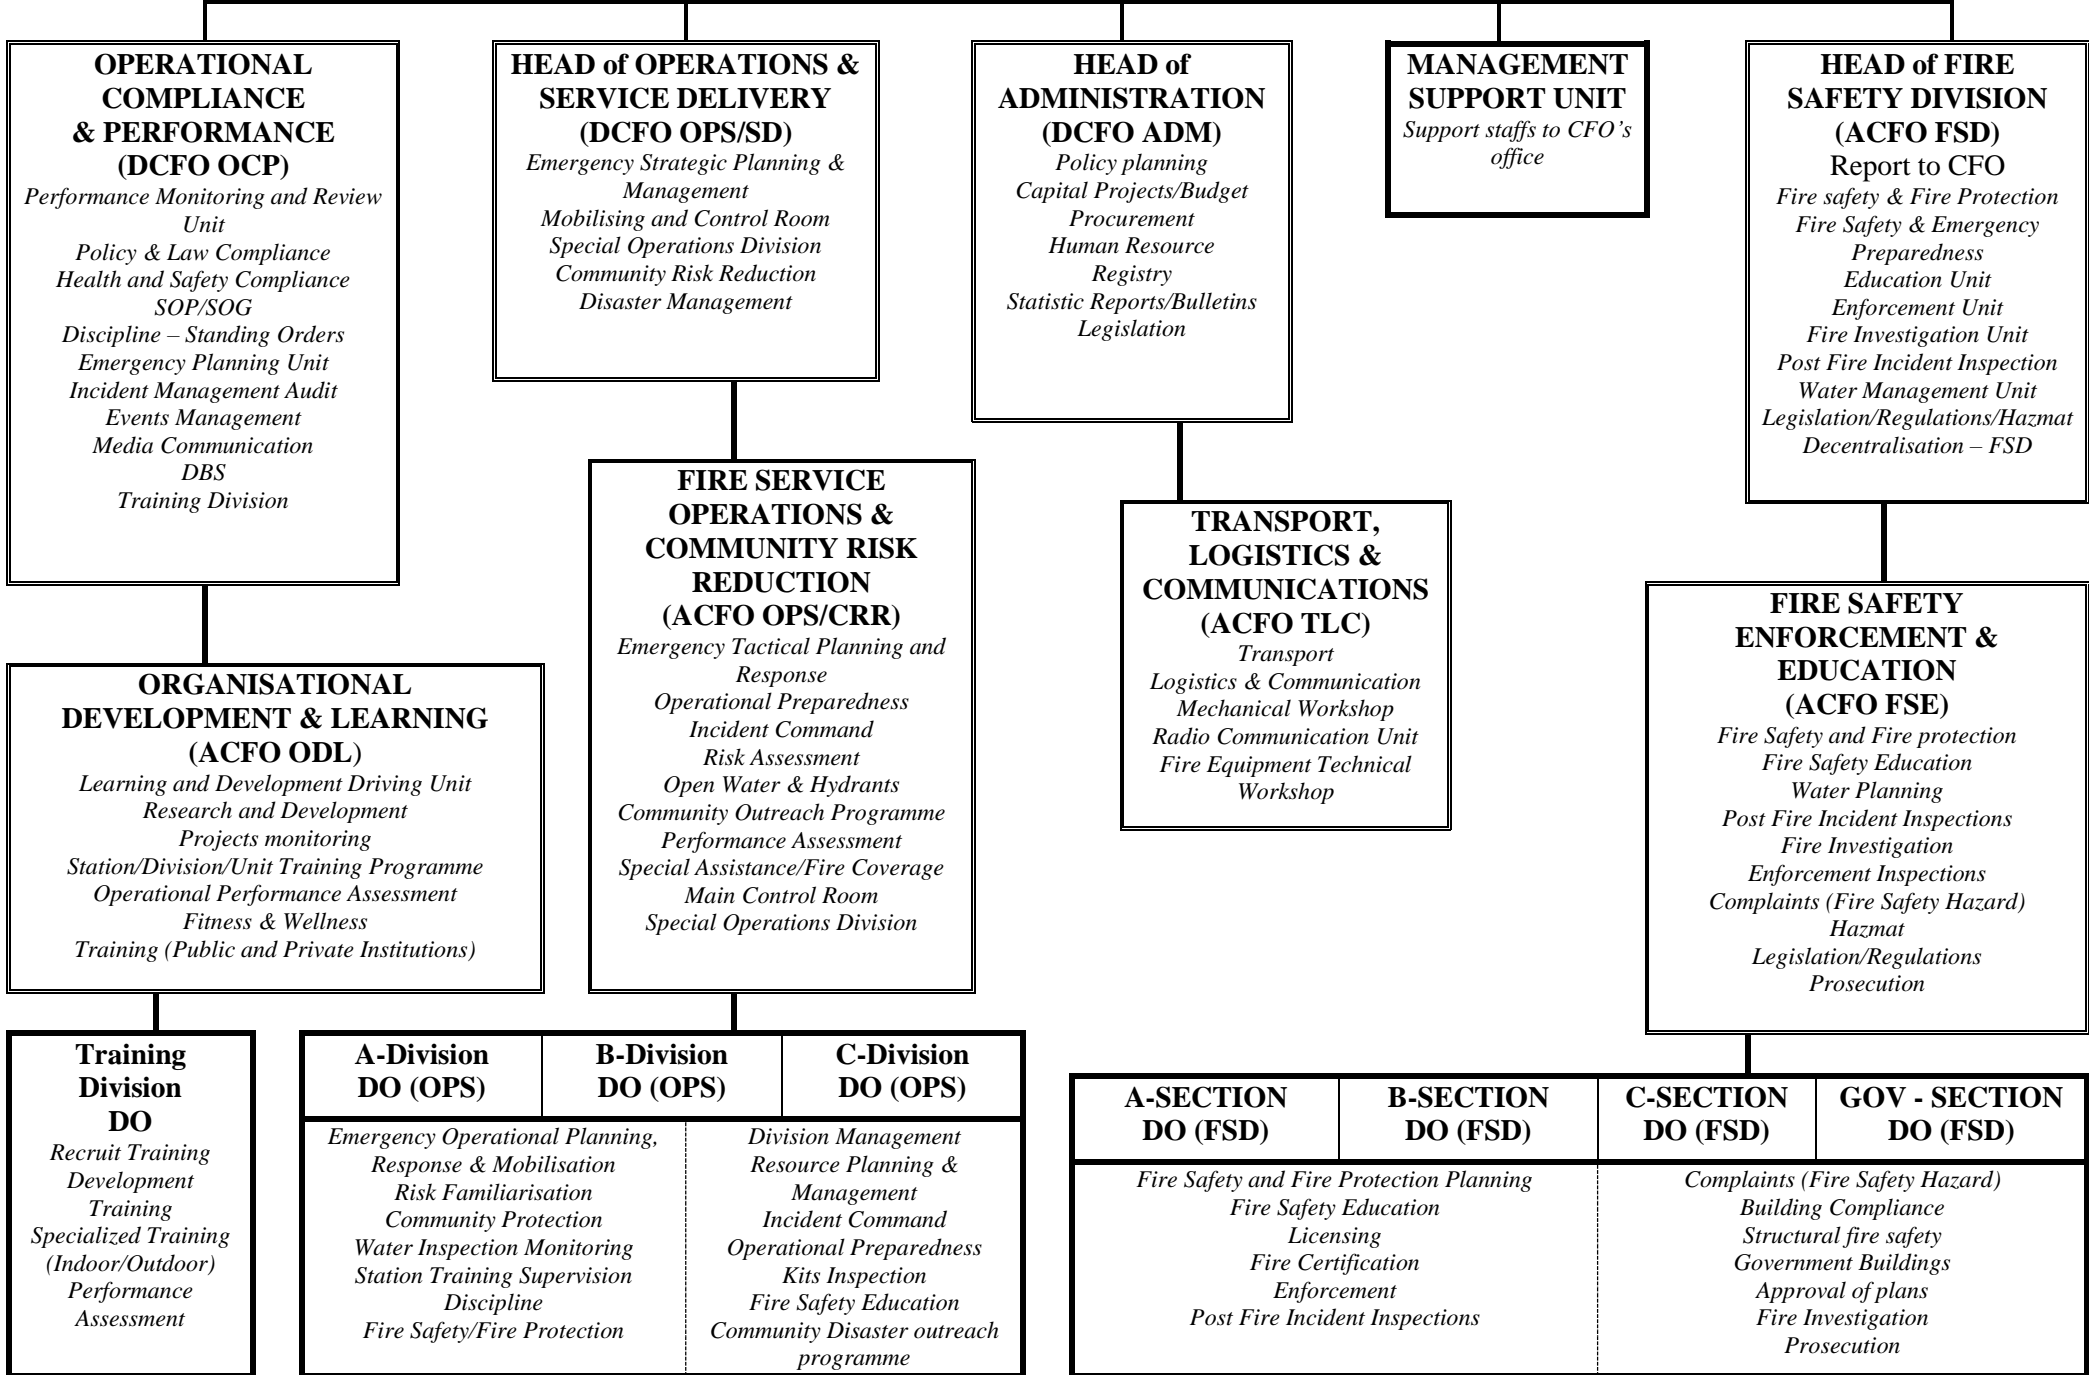 OPERATIONAL
COMPLIANCE
& PERFORMANCE
(DCFO OCP)
Performance Monitoring and Review
Unit
Policy & Law Compliance
Health and Safety Compliance
SOP/SOG
Discipline – Standing Orders
Emergency Planning Unit
Incident Management Audit
Events Management
Media Communication
DBS
Training Division
HEAD of OPERATIONS &
SERVICE DELIVERY
(DCFO OPS/SD)
Emergency Strategic Planning &
Management
Mobilising and Control Room
Special Operations Division
Community Risk Reduction
Disaster Management
HEAD of
ADMINISTRATION
(DCFO ADM)
Policy planning
Capital Projects/Budget
Procurement
Human Resource
Registry
Statistic Reports/Bulletins
Legislation
MANAGEMENT
SUPPORT UNIT
Support staffs to CFO’s
office
HEAD of FIRE
SAFETY DIVISION
(ACFO FSD)
Report to CFO
Fire safety & Fire Protection
Fire Safety & Emergency
Preparedness
Education Unit
Enforcement Unit
Fire Investigation Unit
Post Fire Incident Inspection
Water Management Unit
Legislation/Regulations/Hazmat
Decentralisation – FSD
ORGANISATIONAL
DEVELOPMENT & LEARNING
(ACFO ODL)
Learning and Development Driving Unit
Research and Development
Projects monitoring
Station/Division/Unit Training Programme
Operational Performance Assessment
Fitness & Wellness
Training (Public and Private Institutions)
FIRE SERVICE
OPERATIONS &
COMMUNITY RISK
REDUCTION
(ACFO OPS/CRR)
Emergency Tactical Planning and
Response
Operational Preparedness
Incident Command
Risk Assessment
Open Water & Hydrants
Community Outreach Programme
Performance Assessment
Special Assistance/Fire Coverage
Main Control Room
Special Operations Division
TRANSPORT,
LOGISTICS &
COMMUNICATIONS
(ACFO TLC)
Transport
Logistics & Communication
Mechanical Workshop
Radio Communication Unit
Fire Equipment Technical
Workshop
FIRE SAFETY
ENFORCEMENT &
EDUCATION
(ACFO FSE)
Fire Safety and Fire protection
Fire Safety Education
Water Planning
Post Fire Incident Inspections
Fire Investigation
Enforcement Inspections
Complaints (Fire Safety Hazard)
Hazmat
Legislation/Regulations
Prosecution
Training
Division
DO
Recruit Training
Development
Training
Specialized Training
(Indoor/Outdoor)
Performance
Assessment
A-Division
DO (OPS)
B-Division
DO (OPS)
C-Division
DO (OPS)
Emergency Operational Planning,
Response & Mobilisation
Risk Familiarisation
Community Protection
Water Inspection Monitoring
Station Training Supervision
Discipline
Fire Safety/Fire Protection
Division Management
Resource Planning &
Management
Incident Command
Operational Preparedness
Kits Inspection
Fire Safety Education
Community Disaster outreach
programme
A-SECTION
DO (FSD)
B-SECTION
DO (FSD)
C-SECTION
DO (FSD)
GOV - SECTION
DO (FSD)
Fire Safety and Fire Protection Planning
Fire Safety Education
Licensing
Fire Certification
Enforcement
Post Fire Incident Inspections
Complaints (Fire Safety Hazard)
Building Compliance
Structural fire safety
Government Buildings
Approval of plans
Fire Investigation
Prosecution